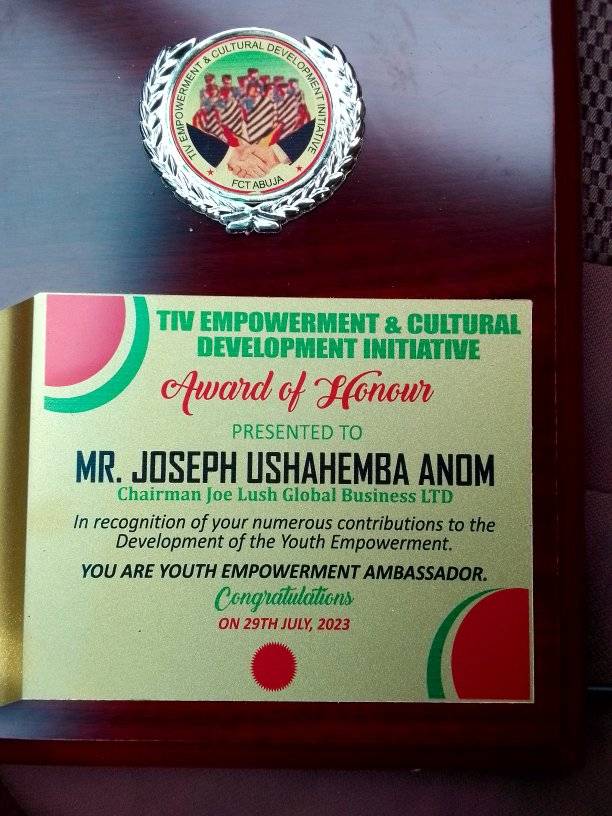 TIV EMPOWERMENT & CULTURAL DEVELOPMENT INITIATIVE
FCT ABUJA
TIV EMPOWERMENT & CULTURAL
DEVELOPMENT INITIATIVE
Award of Honour
PRESENTED TO
MR. JOSEPH USHAHEMBA ANOM
Chairman Joe Lush Global Business LTD
In recognition of your numerous contributions to the
Development of the Youth Empowerment.
YOU ARE YOUTH EMPOWERMENT AMBASSADOR.
Congratulations
ON 29TH JULY, 2023